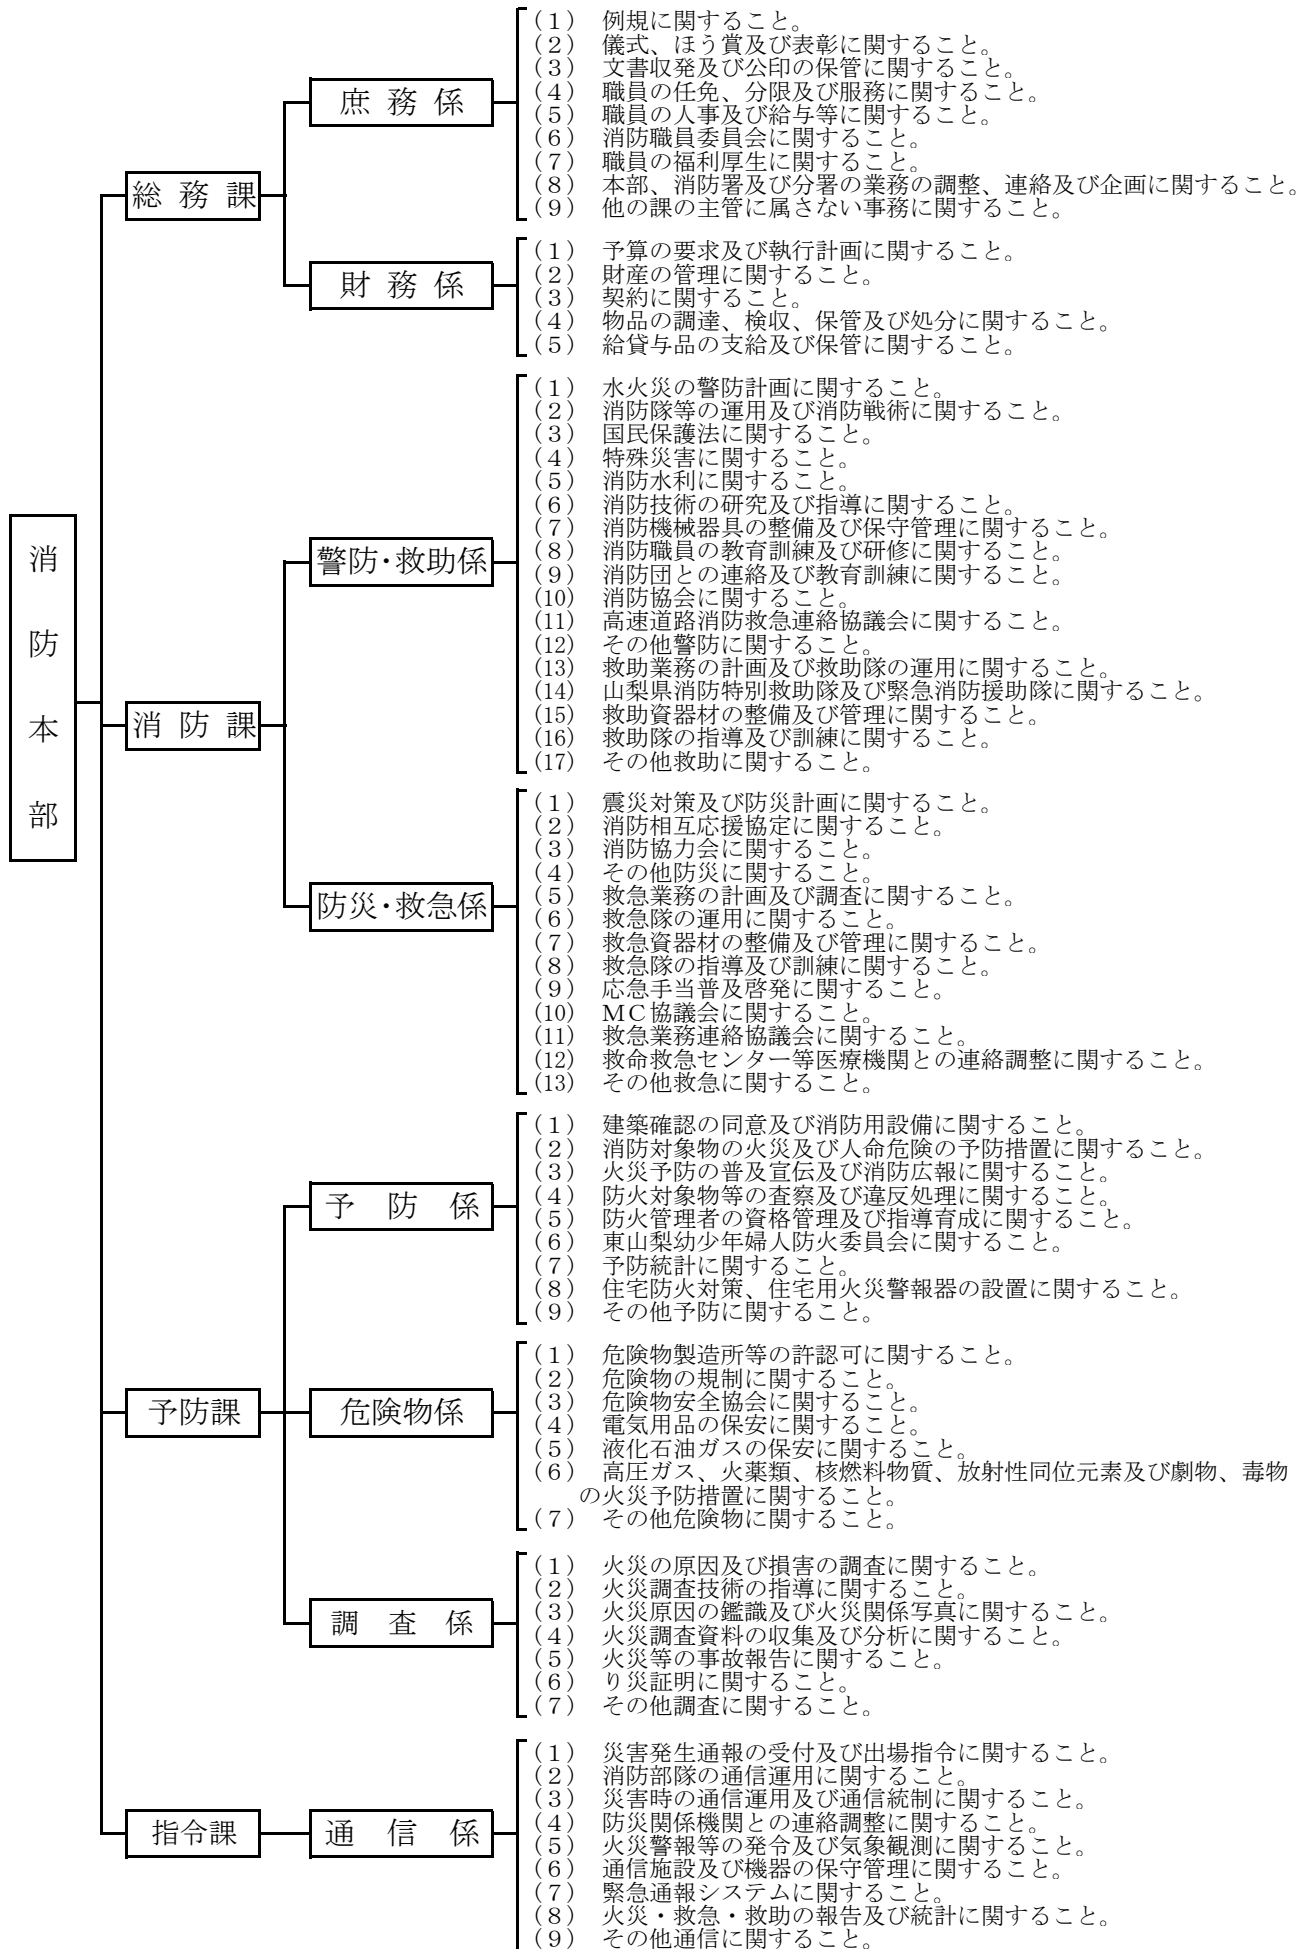 消防本部
総務課
庶務係
(1) 例規に関すること。
(2) 儀式、ほう賞及び表彰に関すること。
(3) 文書収発及び公印の保管に関すること。
(4) 職員の任免、分限及び服務に関すること。
(5) 職員の人事及び給与等に関すること。
(6) 消防職員委員会に関すること。
(7) 職員の福利厚生に関すること。
(8) 本部、消防署及び分署の業務の調整、連絡及び企画に関すること。
(9) 他の課の主管に属さない事務に関すること。
財務係
(1) 予算の要求及び執行計画に関すること。
(2) 財産の管理に関すること。
(3) 契約に関すること。
(4) 物品の調達、検収、保管及び処分に関すること。
(5) 給貸与品の支給及び保管に関すること。
消防課
警防・救助係
(1) 水火災の警防計画に関すること。
(2) 消防隊等の運用及び消防戦術に関すること。
(3) 国民保護法に関すること。
(4) 特殊災害に関すること。
(5) 消防水利に関すること。
(6) 消防技術の研究及び指導に関すること。
(7) 消防機械器具の整備及び保守管理に関すること。
(8) 消防職員の教育訓練及び研修に関すること。
(9) 消防団との連絡及び教育訓練に関すること。
(10) 消防協会に関すること。
(11) 高速道路消防救急連絡協議会に関すること。
(12) その他警防に関すること。
(13) 救助業務の計画及び救助隊の運用に関すること。
(14) 山梨県消防特別救助隊及び緊急消防援助隊に関すること。
(15) 救助資器材の整備及び管理に関すること。
(16) 救助隊の指導及び訓練に関すること。
(17) その他救助に関すること。
防災・救急係
(1) 震災対策及び防災計画に関すること。
(2) 消防相互応援協定に関すること。
(3) 消防協力会に関すること。
(4) その他防災に関すること。
(5) 救急業務の計画及び調査に関すること。
(6) 救急隊の運用に関すること。
(7) 救急資器材の整備及び管理に関すること。
(8) 救急隊の指導及び訓練に関すること。
(9) 応急手当普及啓発に関すること。
(10) MC協議会に関すること。
(11) 救急業務連絡協議会に関すること。
(12) 救命救急センター等医療機関との連絡調整に関すること。
(13) その他救急に関すること。
予防課
予防係
(1) 建築確認の同意及び消防用設備に関すること。
(2) 消防対象物の火災及び人命危険の予防措置に関すること。
(3) 火災予防の普及宣伝及び消防広報に関すること。
(4) 防火対象物等の査察及び違反処理に関すること。
(5) 防火管理者の資格管理及び指導育成に関すること。
(6) 東山梨幼少年婦人防火委員会に関すること。
(7) 予防統計に関すること。
(8) 住宅防火対策、住宅用火災警報器の設置に関すること。
(9) その他予防に関すること。
危険物係
(1) 危険物製造所等の許認可に関すること。
(2) 危険物の規制に関すること。
(3) 危険物安全協会に関すること。
(4) 電気用品の保安に関すること。
(5) 液化石油ガスの保安に関すること。
(6) 高圧ガス、火薬類、核燃料物質、放射性同位元素及び劇物、毒物
の火災予防措置に関すること。
(7) その他危険物に関すること。
調査係
(1) 火災の原因及び損害の調査に関すること。
(2) 火災調査技術の指導に関すること。
(3) 火災原因の鑑識及び火災関係写真に関すること。
(4) 火災調査資料の収集及び分析に関すること。
(5) 火災等の事故報告に関すること。
(6) り災証明に関すること。
(7) その他調査に関すること。
指令課
通信係
(1) 災害発生通報の受付及び出場指令に関すること。
(2) 消防部隊の通信運用に関すること。
(3) 災害時の通信運用及び通信統制に関すること。
(4) 防災関係機関との連絡調整に関すること。
(5) 火災警報等の発令及び気象観測に関すること。
(6) 通信施設及び機器の保守管理に関すること。
(7) 緊急通報システムに関すること。
(8) 火災・救急・救助の報告及び統計に関すること。
(9) その他通信に関すること。